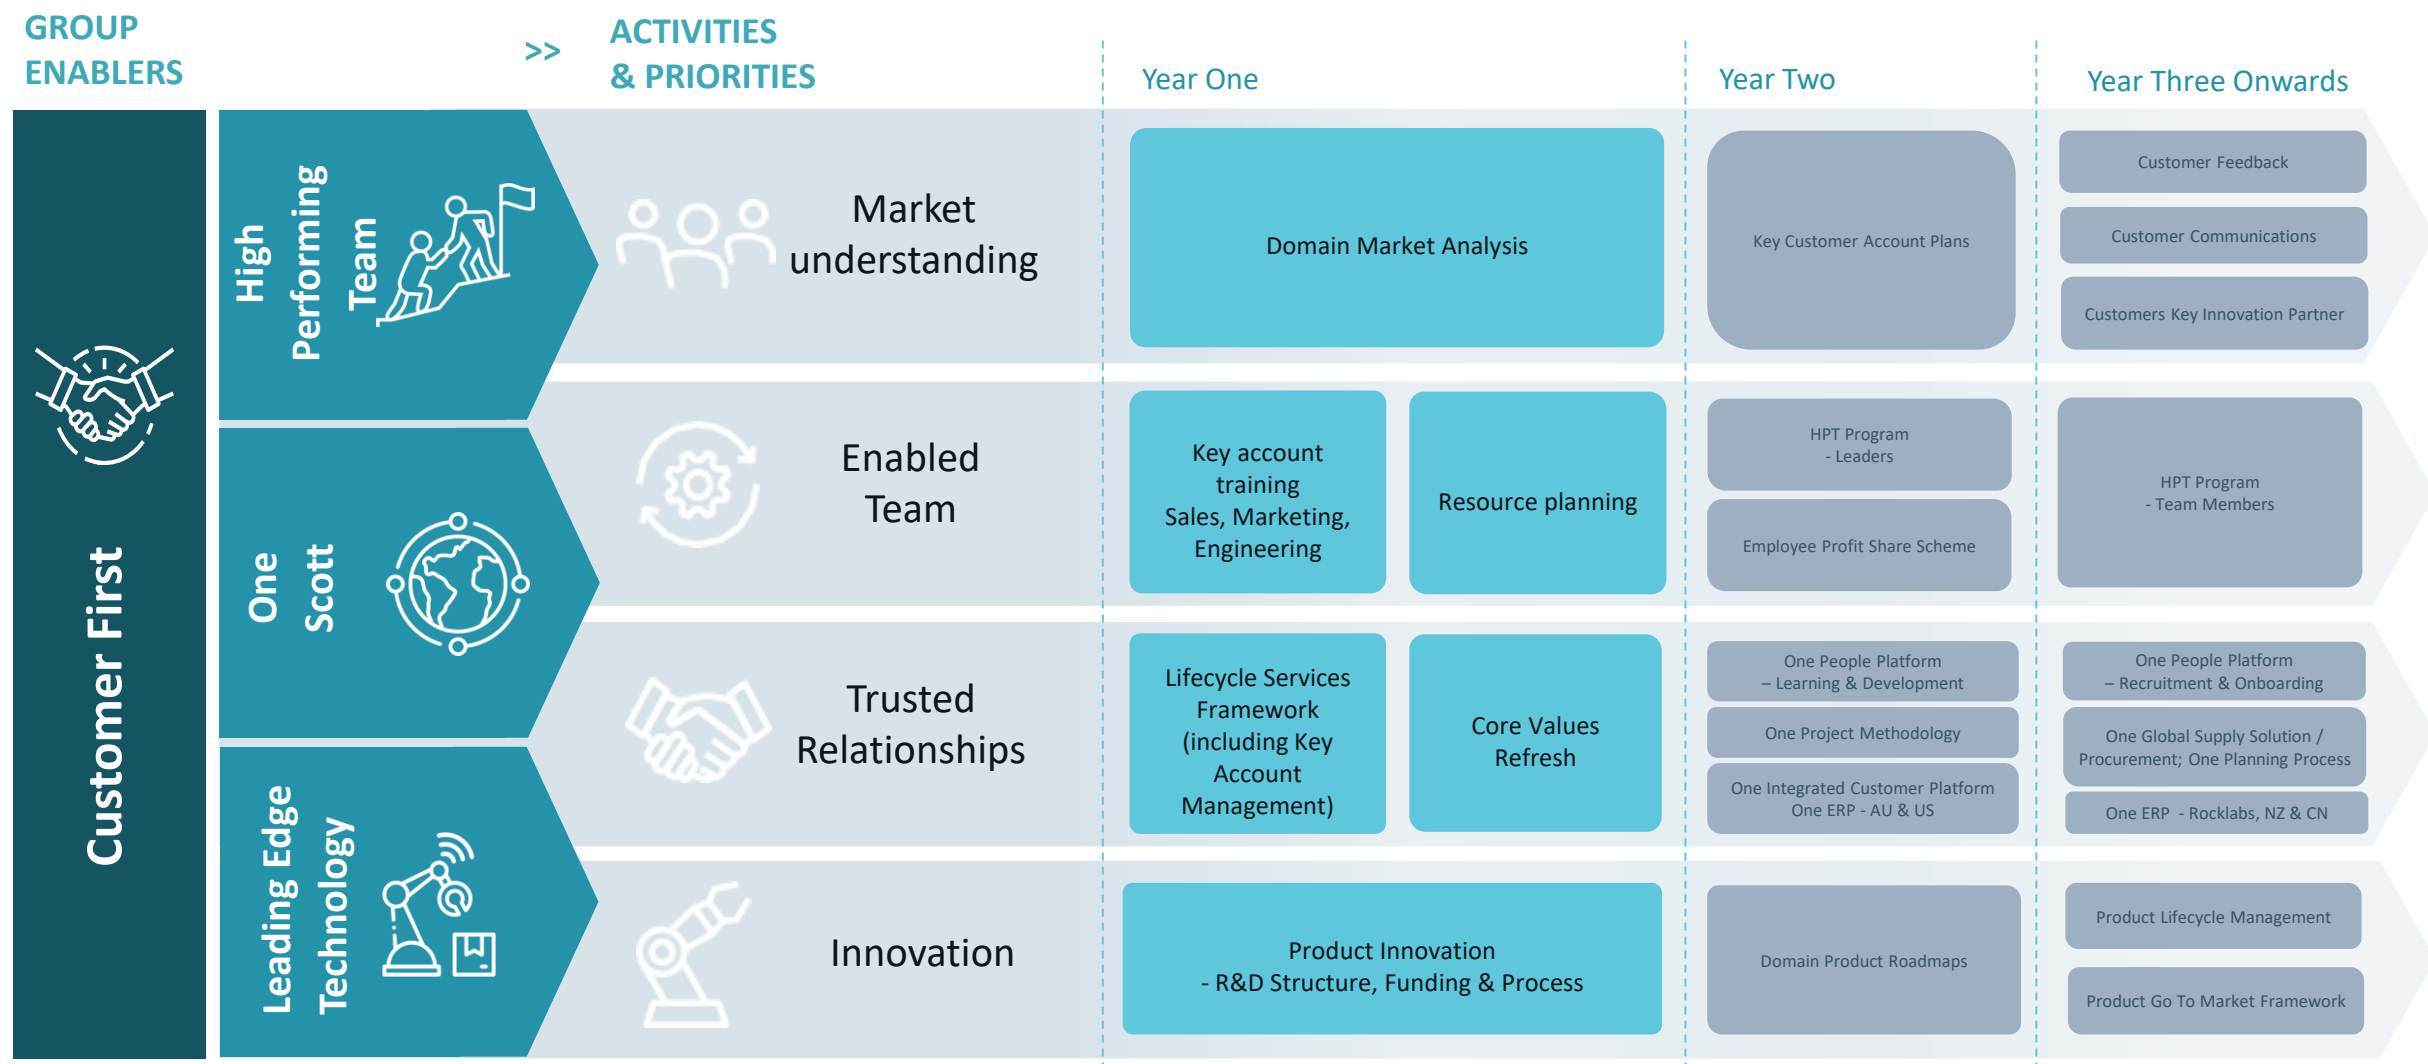 GROUP
ENABLERS
>>
ACTIVITIES
& PRIORITIES
Year One
Year Two
Year Three Onwards
Customer First
High
Performing
Team
One
Scott
Leading Edge
Technology
Market
understanding
Domain Market Analysis
Key Customer Account Plans
Customer Feedback
Customer Communications
Customers Key Innovation Partner
Enabled
Team
Key account
training
Sales, Marketing,
Engineering
Resource planning
HPT Program
- Leaders
Employee Profit Share Scheme
HPT Program
- Team Members
Trusted
Relationships
Lifecycle Services
Framework
(including Key
Account
Management)
Core Values
Refresh
One People Platform
– Learning & Development
One Project Methodology
One Integrated Customer Platform
One ERP - AU & US
One People Platform
– Recruitment & Onboarding
One Global Supply Solution /
Procurement; One Planning Process
One ERP - Rocklabs, NZ & CN
Innovation
Product Innovation
- R&D Structure, Funding & Process
Domain Product Roadmaps
Product Lifecycle Management
Product Go To Market Framework